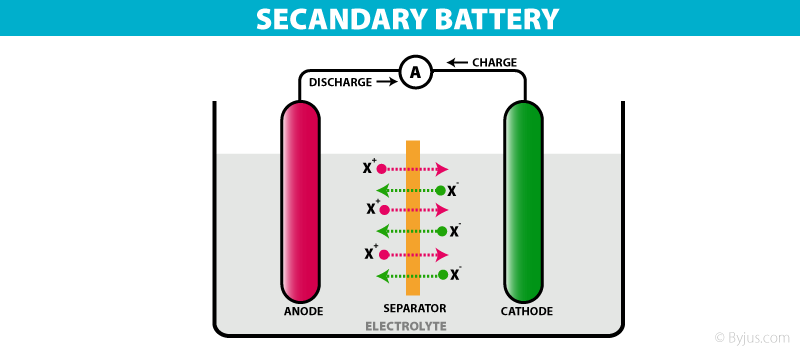 SECANDARY BATTERY
CHARGE
A
DISCHARGE
X+
X-
X+
X-
X+
X-
ANODE
SEPARATOR
CATHODE
ELECTROLYTE
© Byjus.com